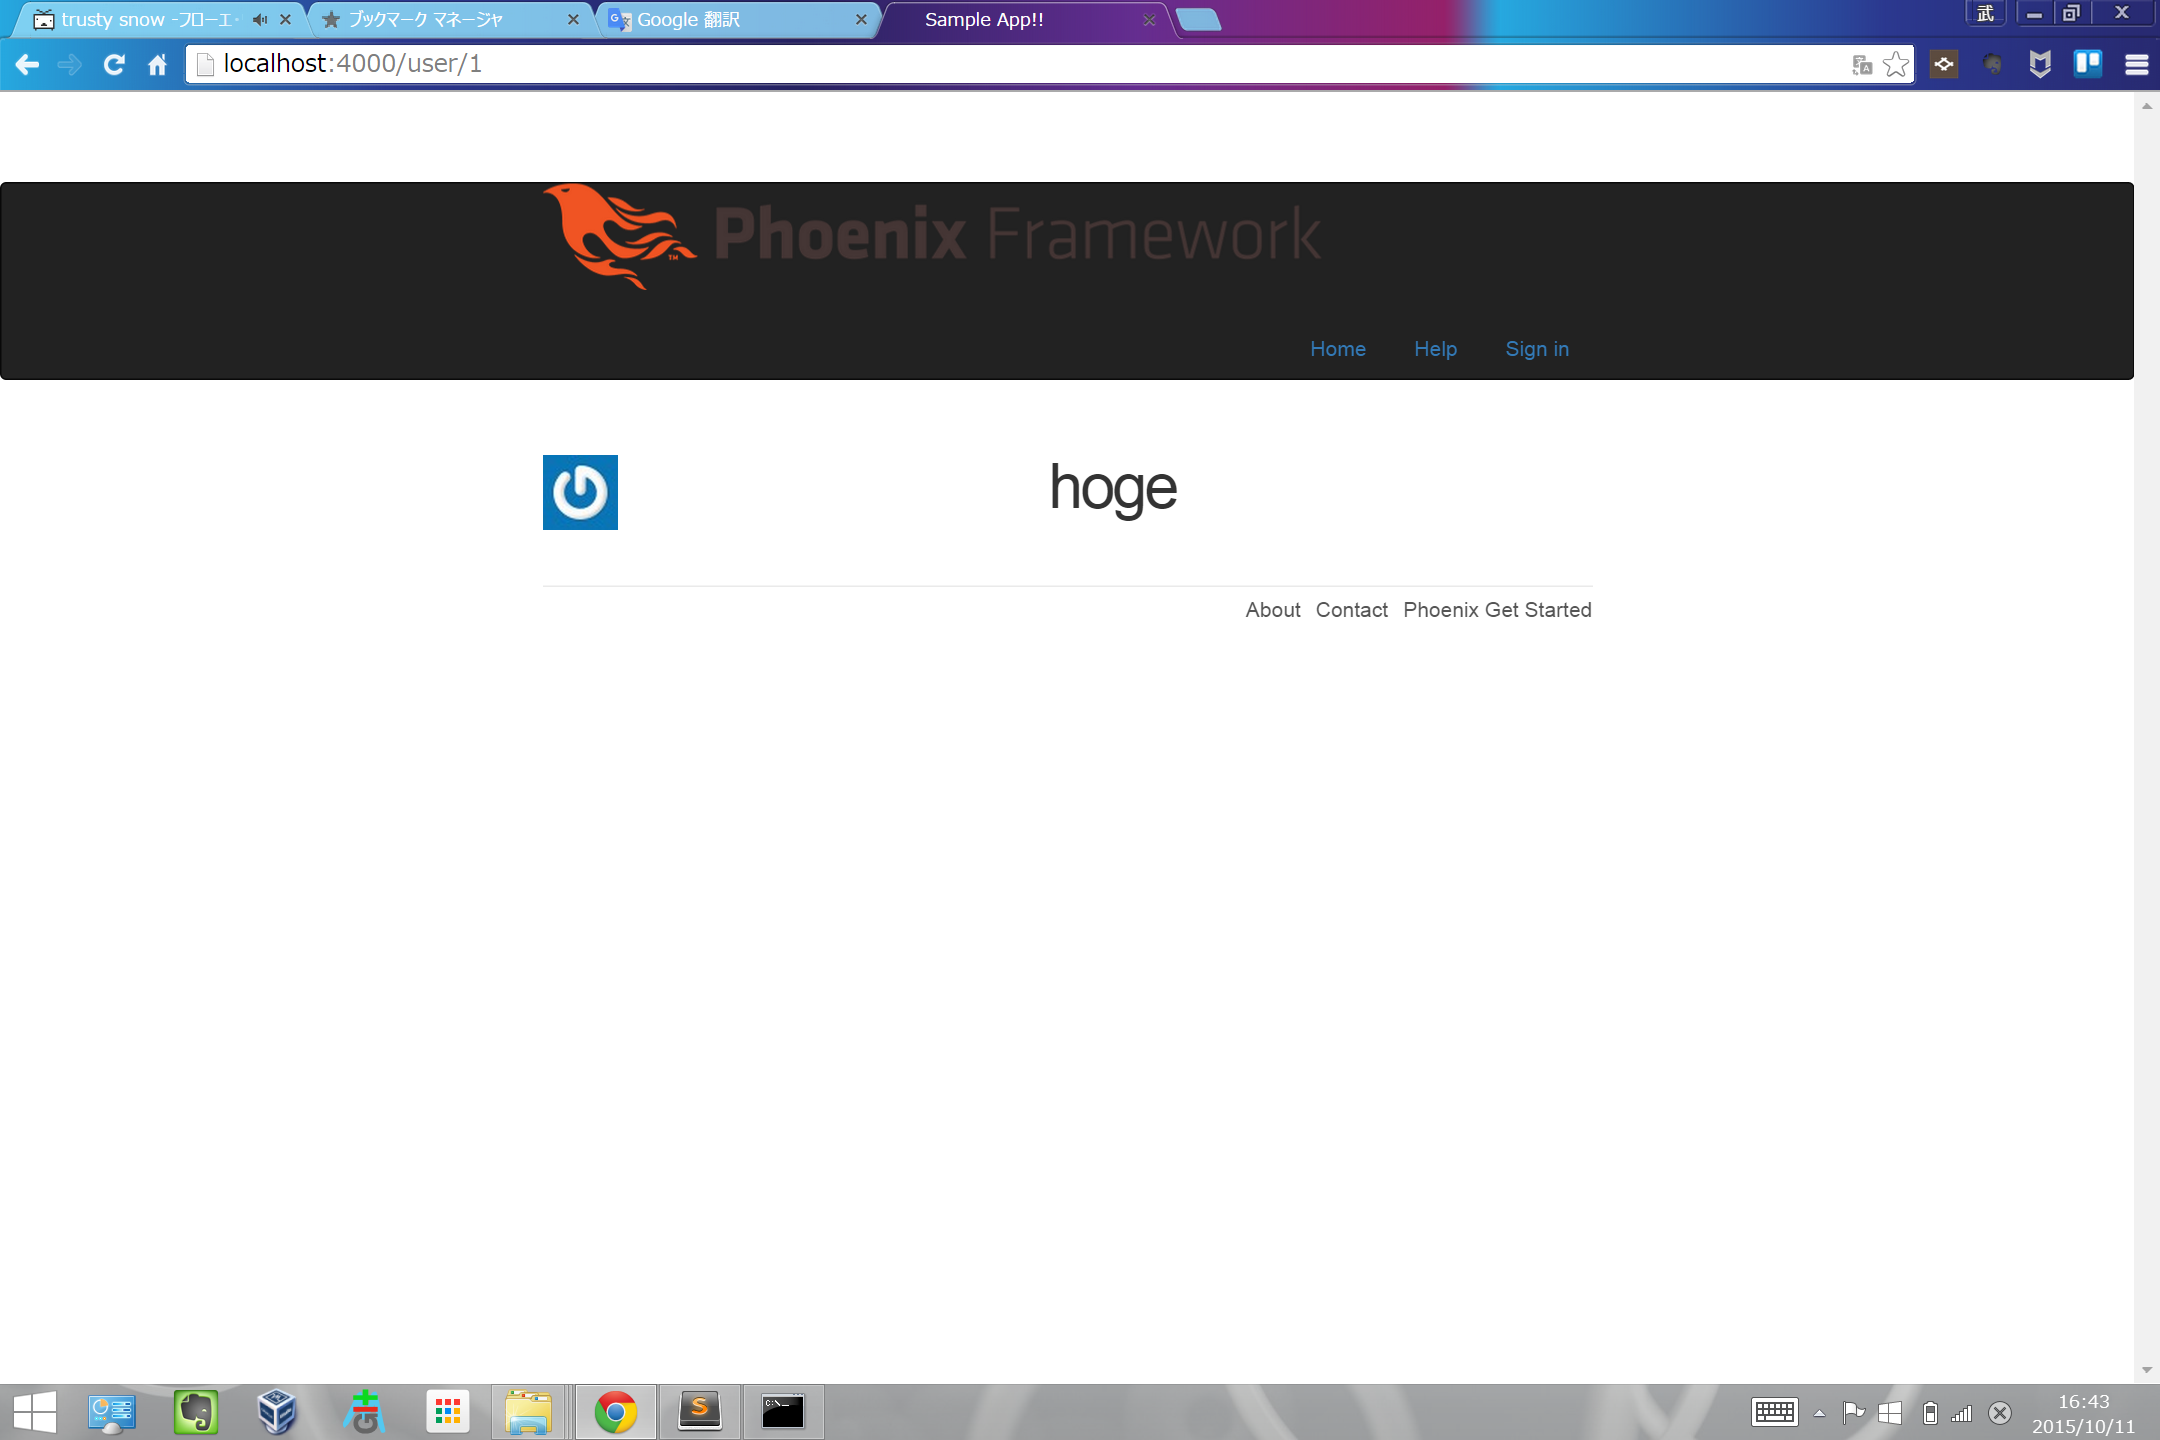 trusty snow -フローエ
ブックマーク マネージャ
Google 翻訳
Sample App!!
武
localhost:4000/user/1
Phoenix Framework
TM
Home Help Sign in
hoge
About Contact Phoenix Get Started
C:\._
16:43
2015/10/11